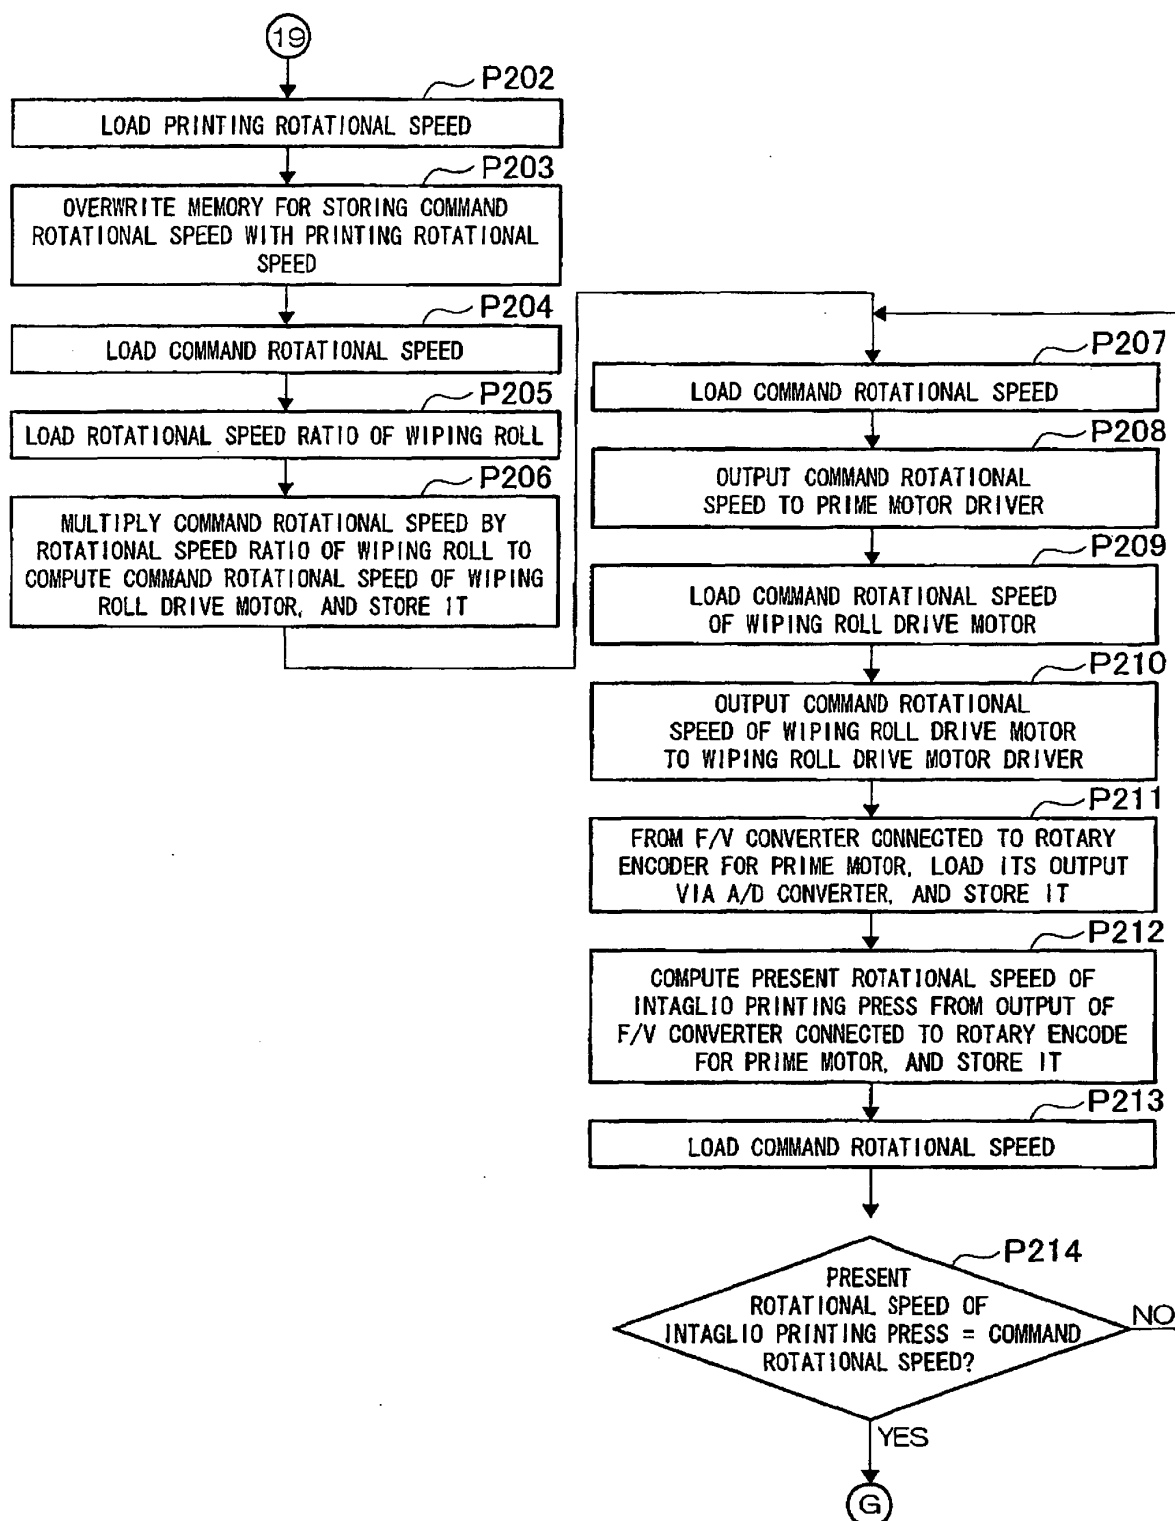 19
P202
LOAD PRINTING ROTATIONAL SPEED
P203
OVERWRITE MEMORY FOR STORING COMMAND
ROTATIONAL SPEED WITH PRINTING ROTATIONAL
SPEED
P204
LOAD COMMAND ROTATIONAL SPEED
P205
LOAD ROTATIONAL SPEED RATIO OF WIPING ROLL
P206
MULTIPLY COMMAND ROTATIONAL SPEED BY
ROTATIONAL SPEED RATIO OF WIPING ROLL TO
COMPUTE COMMAND ROTATIONAL SPEED OF WIPING
ROLL DRIVE MOTOR, AND STORE IT
P207
LOAD COMMAND ROTATIONAL SPEED
P208
OUTPUT COMMAND ROTATIONAL
SPEED TO PRIME MOTOR DRIVER
P209
LOAD COMMAND ROTATIONAL SPEED
OF WIPING ROLL DRIVE MOTOR
P210
OUTPUT COMMAND ROTATIONAL
SPEED OF WIPING ROLL DRIVE MOTOR
TO WIPING ROLL DRIVE MOTOR DRIVER
P211
FROM F/V CONVERTER CONNECTED TO ROTARY
ENCODER FOR PRIME MOTOR, LOAD ITS OUTPUT
VIA A/D CONVERTER, AND STORE IT
P212
COMPUTE PRESENT ROTATIONAL SPEED OF
INTAGLIO PRINTING PRESS FROM OUTPUT OF
F/V CONVERTER CONNECTED TO ROTARY ENCODE
FOR PRIME MOTOR, AND STORE IT
P213
LOAD COMMAND ROTATIONAL SPEED
P214
PRESENT
ROTATIONAL SPEED OF
INTAGLIO PRINTING PRESS = COMMAND
ROTATIONAL SPEED?
NO
YES
G